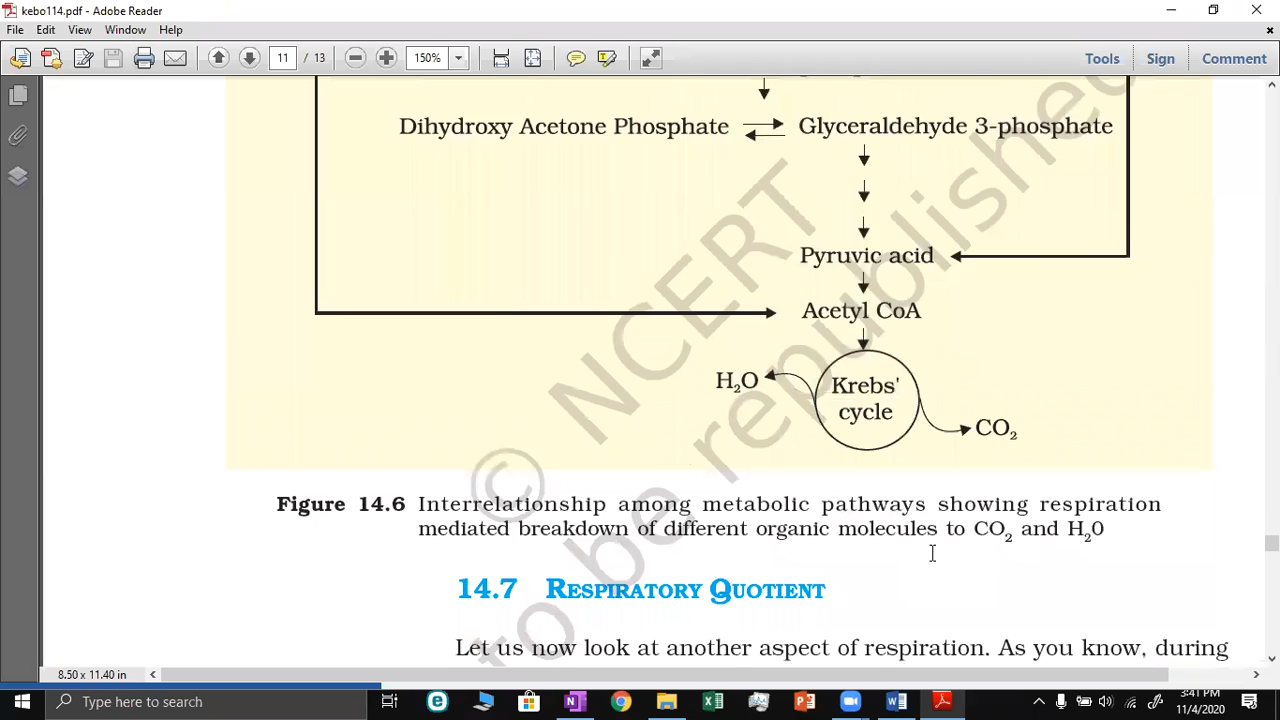 kebo114.pdf - Adobe Reader
File Edit View Window Help
11 / 13 150% Tools Sign Comment
Dihydroxy Acetone Phosphate Glyceraldehyde 3-phosphate
Pyruvic acid
Acetyl CoA
H₂O Krebs' cycle CO₂
© NCERT
to be republished
Figure 14.6 Interrelationship among metabolic pathways showing respiration
mediated breakdown of different organic molecules to CO₂ and H₂0
14.7 RESPIRATORY QUOTIENT
Let us now look at another aspect of respiration. As you know, during
8.50 x 11.40 in
Type here to search
3:41 PM
11/4/2020